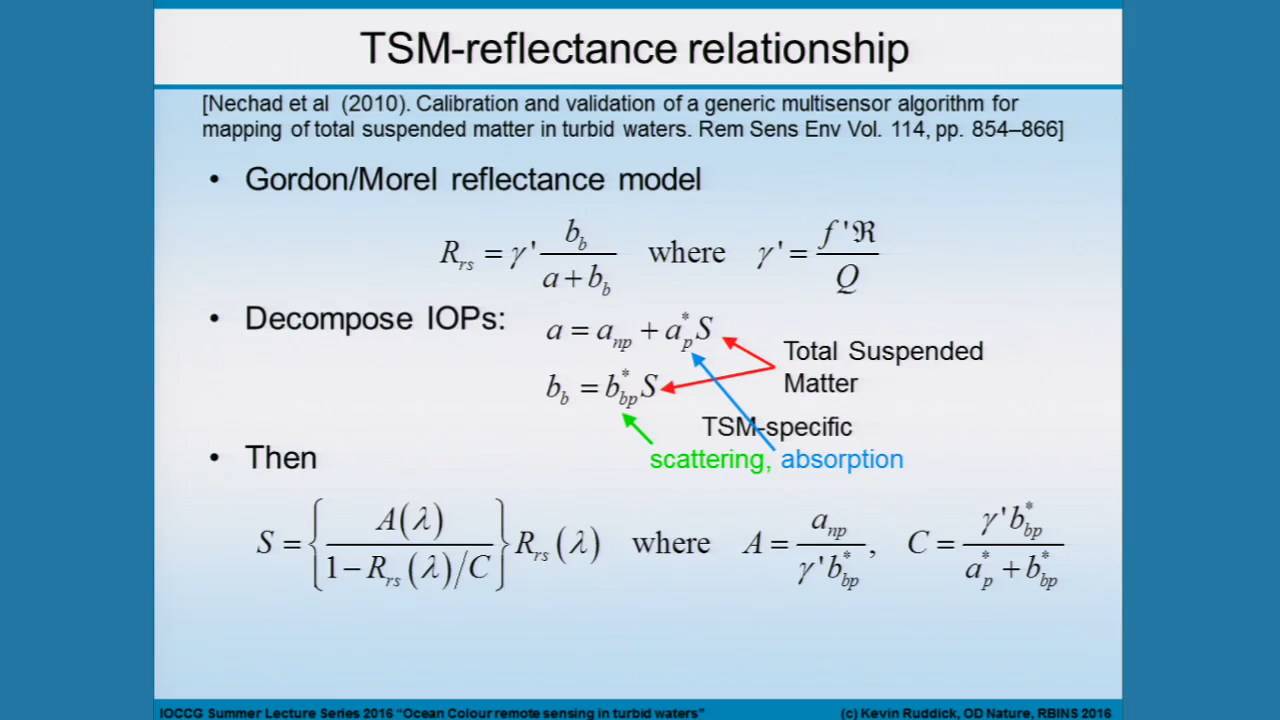 TSM-reflectance relationship
[Nechad et al (2010). Calibration and validation of a generic multisensor algorithm for
mapping of total suspended matter in turbid waters. Rem Sens Env Vol. 114, pp. 854–866]
• Gordon/Morel reflectance model
R_rs = γ' b_b / (a + b_b) where γ' = f'ℜ / Q
• Decompose IOPs:
a = a_np + a_p^* S
Total Suspended
Matter
b_b = b_bp^* S
TSM-specific
scattering, absorption
• Then
S = { A(λ) / (1 − R_rs(λ)/C) } R_rs(λ) where A = a_np / (γ' b_bp^*), C = γ' b_bp^* / (a_p^* + b_bp^*)
IOCCG Summer Lecture Series 2016 "Ocean Colour remote sensing in turbid waters"
(c) Kevin Ruddick, OD Nature, RBINS 2016